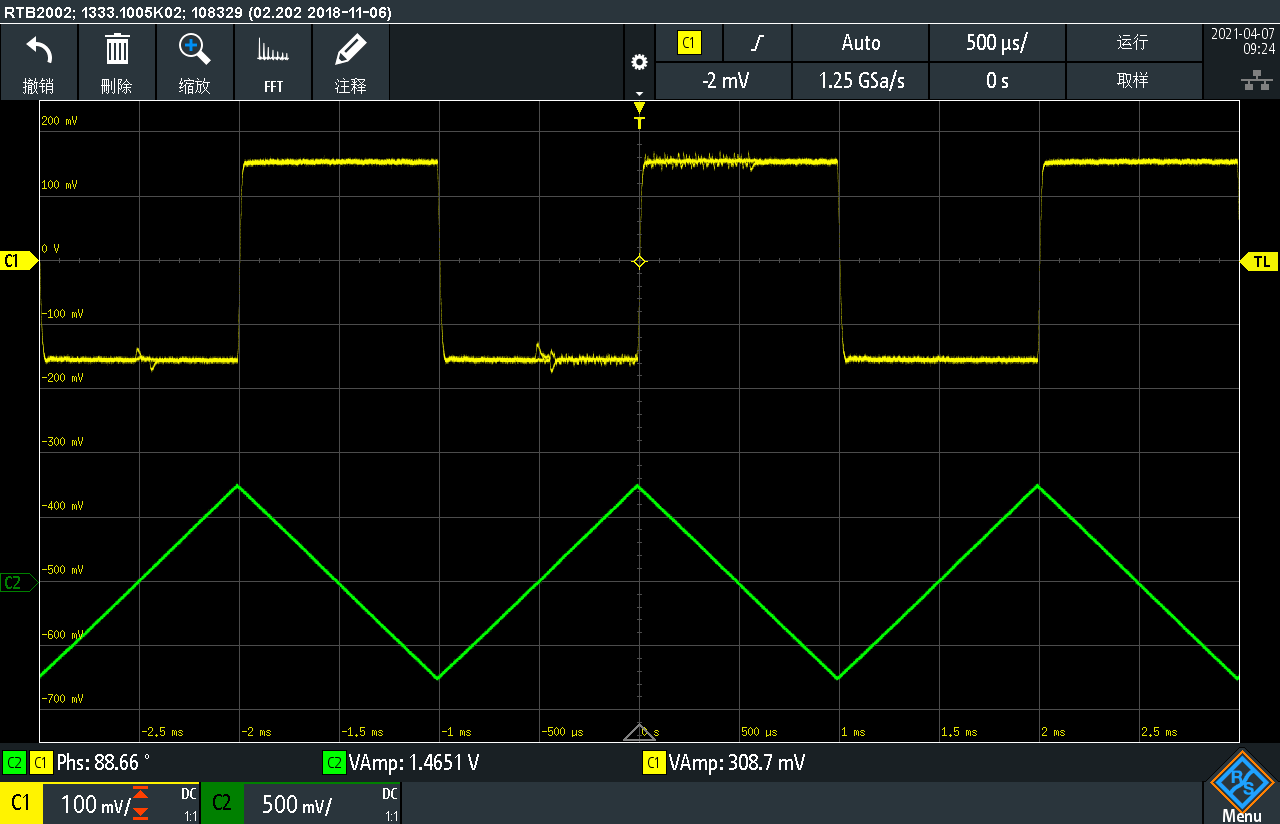 RTB2002; 1333.1005K02; 108329 (02.202 2018-11-06)
撤销
刪除
缩放
FFT
注释
C1
Auto
500 µs/
运行
-2 mV
1.25 GSa/s
0 s
取样
2021-04-07
09:24
T
200 mV
100 mV
0 V
C1
TL
-100 mV
-200 mV
-300 mV
-400 mV
-500 mV
C2
-600 mV
-700 mV
-2.5 ms
-2 ms
-1.5 ms
-1 ms
-500 µs
0 s
500 µs
1 ms
1.5 ms
2 ms
2.5 ms
C2 C1 Phs: 88.66 °
C2 VAmp: 1.4651 V
C1 VAmp: 308.7 mV
C1 100 mV/ DC 1:1
C2 500 mV/ DC 1:1
R S
Menu